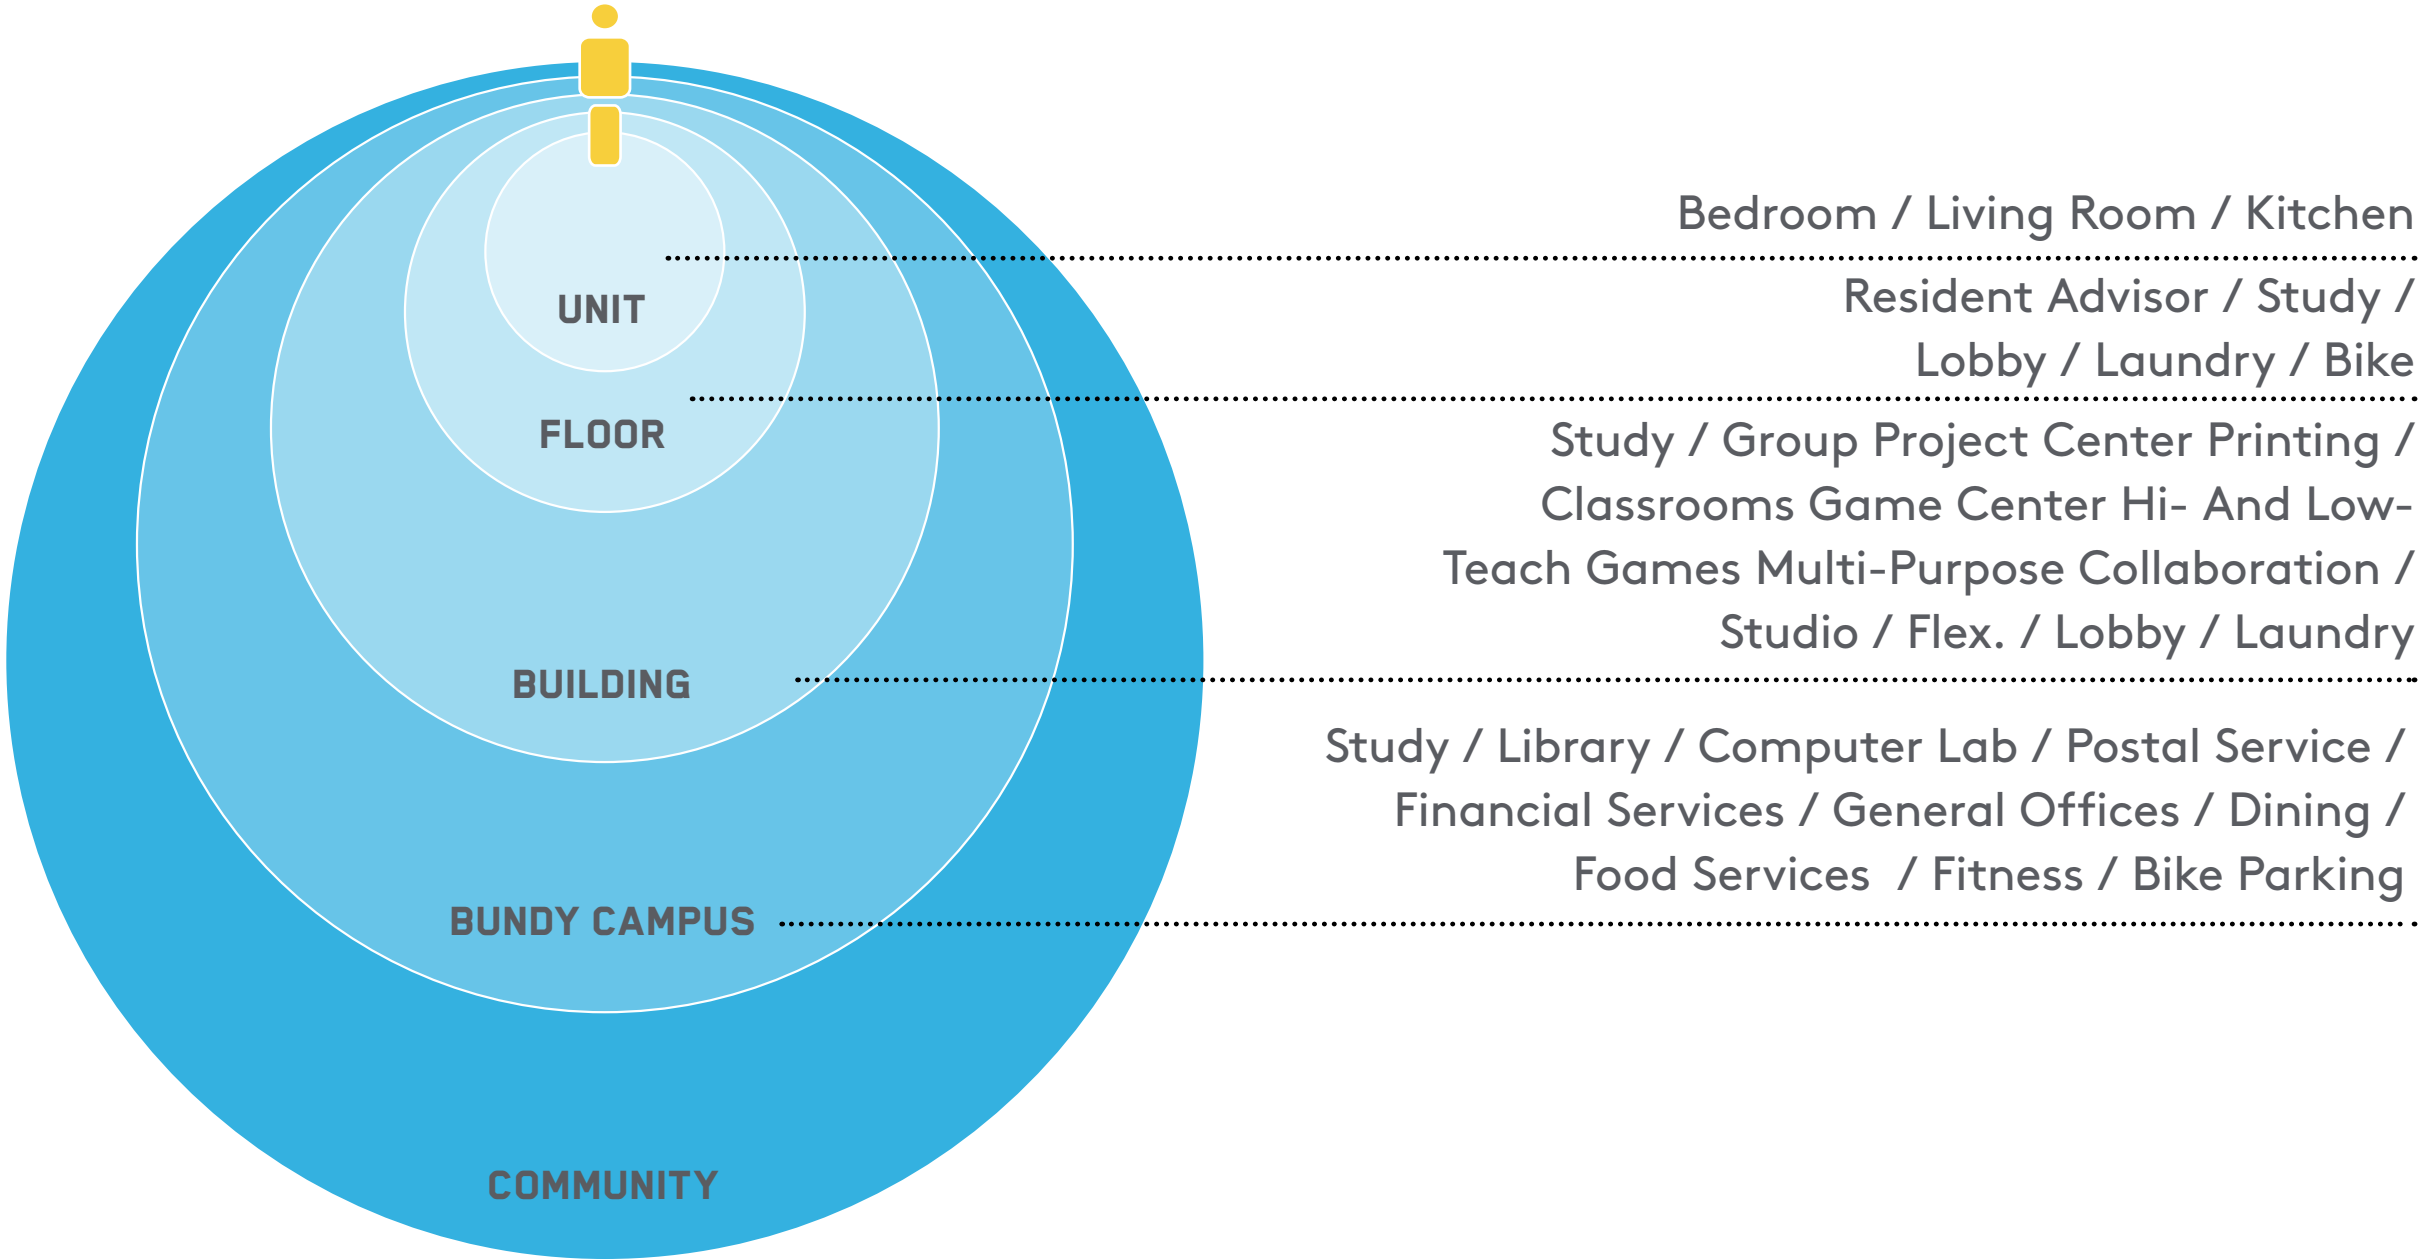 Bedroom / Living Room / Kitchen
Resident Advisor / Study /
Lobby / Laundry / Bike
Study / Group Project Center Printing /
Classrooms Game Center Hi- And Low-
Teach Games Multi-Purpose Collaboration /
Studio / Flex. / Lobby / Laundry
Study / Library / Computer Lab / Postal Service /
Financial Services / General Offices / Dining /
Food Services / Fitness / Bike Parking
UNIT
FLOOR
BUILDING
BUNDY CAMPUS
COMMUNITY